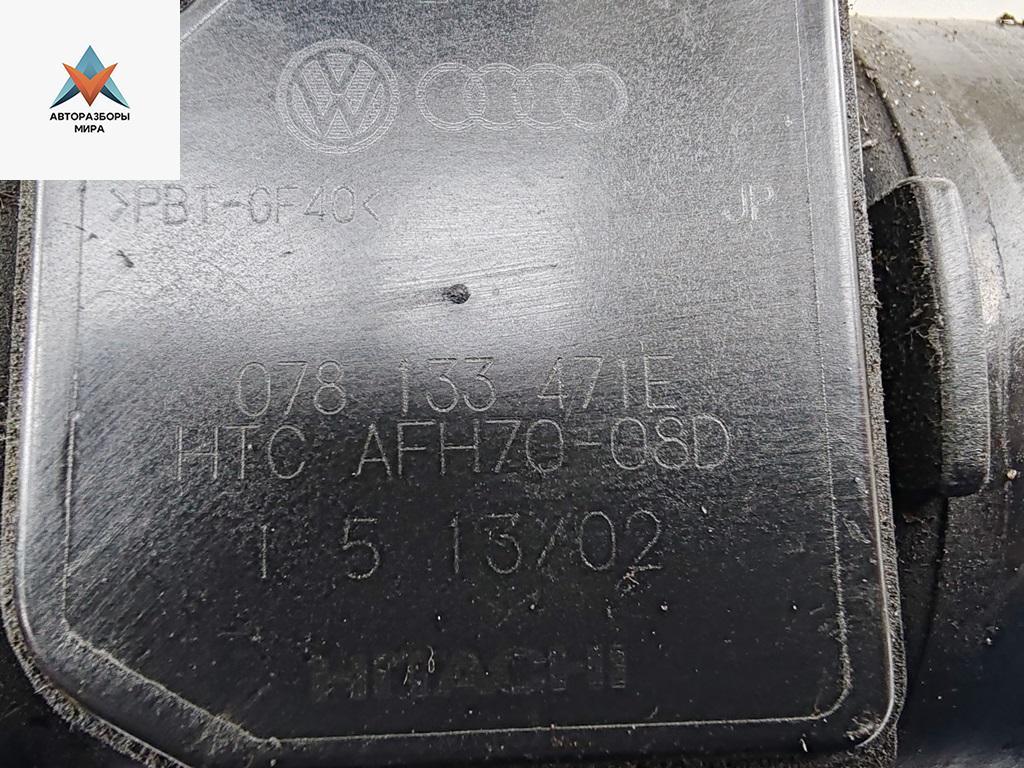 АВТОРАЗБОРЫ
МИРА
>PBT-GF40<
JP
078 133 471E
HTC AFH70-08D
1 5 13/02
HITACHI